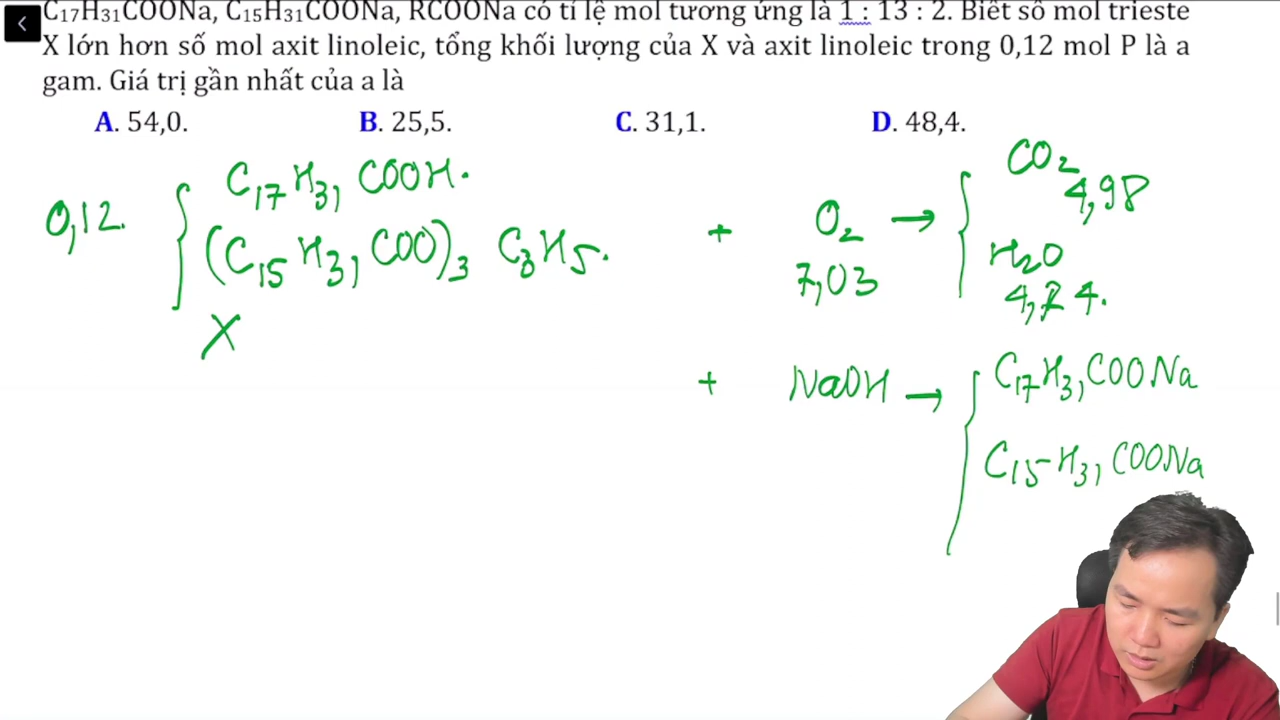 C₁₇H₃₁COONa, C₁₅H₃₁COONa, RCOONa có tỉ lệ mol tương ứng là 1 : 13 : 2. Biết số mol trieste
X lớn hơn số mol axit linoleic, tổng khối lượng của X và axit linoleic trong 0,12 mol P là a
gam. Giá trị gần nhất của a là
A. 54,0. B. 25,5. C. 31,1. D. 48,4.
0,12. { C₁₇H₃₁COOH.
(C₁₅H₃₁COO)₃C₃H₅.
X
+ O₂ → { CO₂
7,03
4,98
H₂O
4,74.
+ NaOH → { C₁₇H₃₁COONa
C₁₅H₃₁COONa